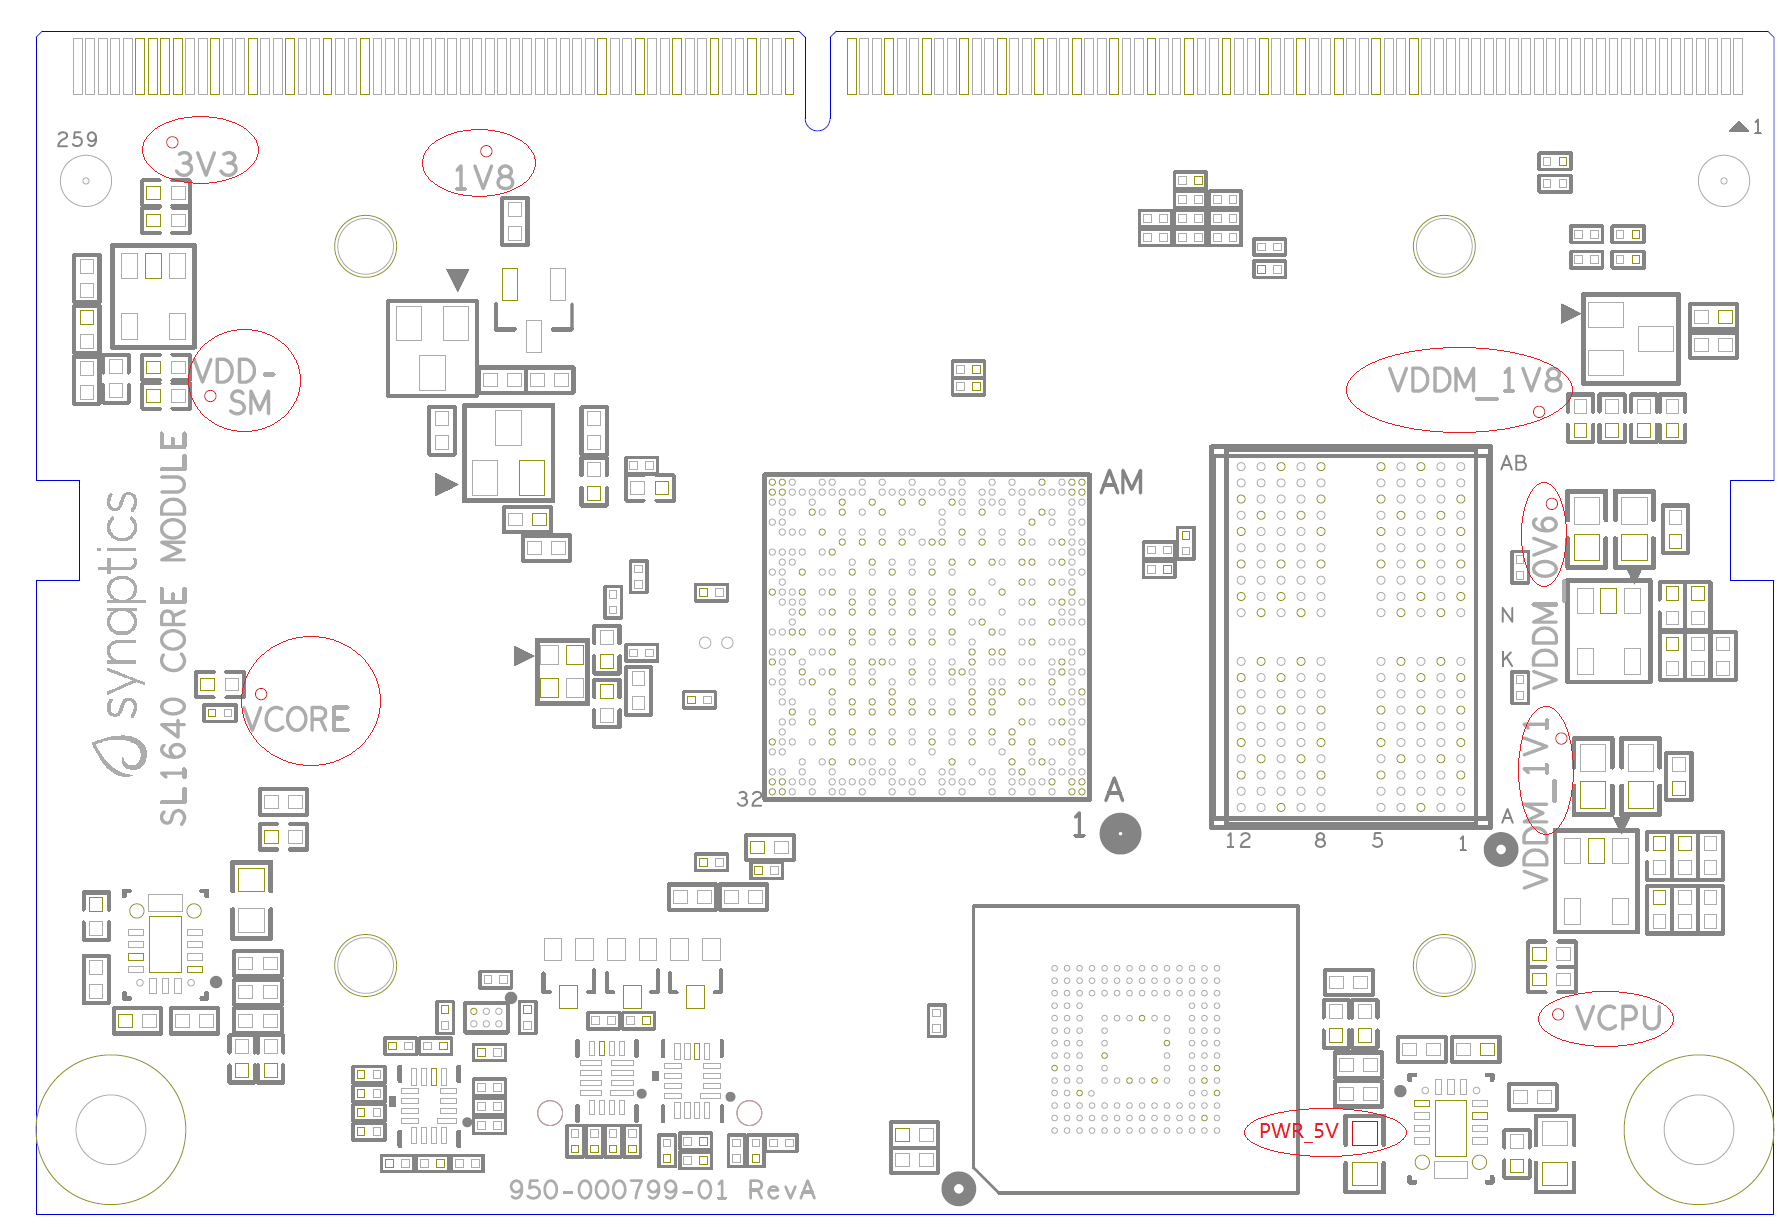 259
1
3V3
1V8
VDD-
SM
VDDM_1V8
AM
AB
synaptics
SL1640 CORE MODULE
VDDM 0V6
N
K
VCORE
VDDM_1V1
32
A
1
A
12
8
5
1
VCPU
PWR_5V
950-000799-01 RevA